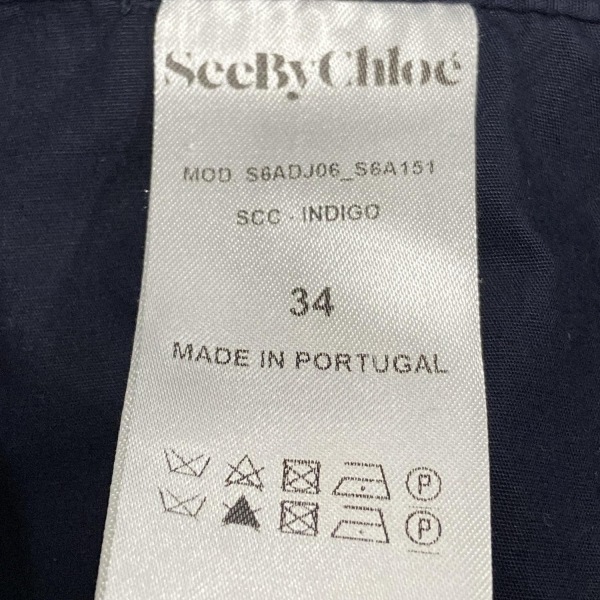 SeeByChloé
MOD S6ADJ06_S6A151
SCC - INDIGO
34
MADE IN PORTUGAL
P
P